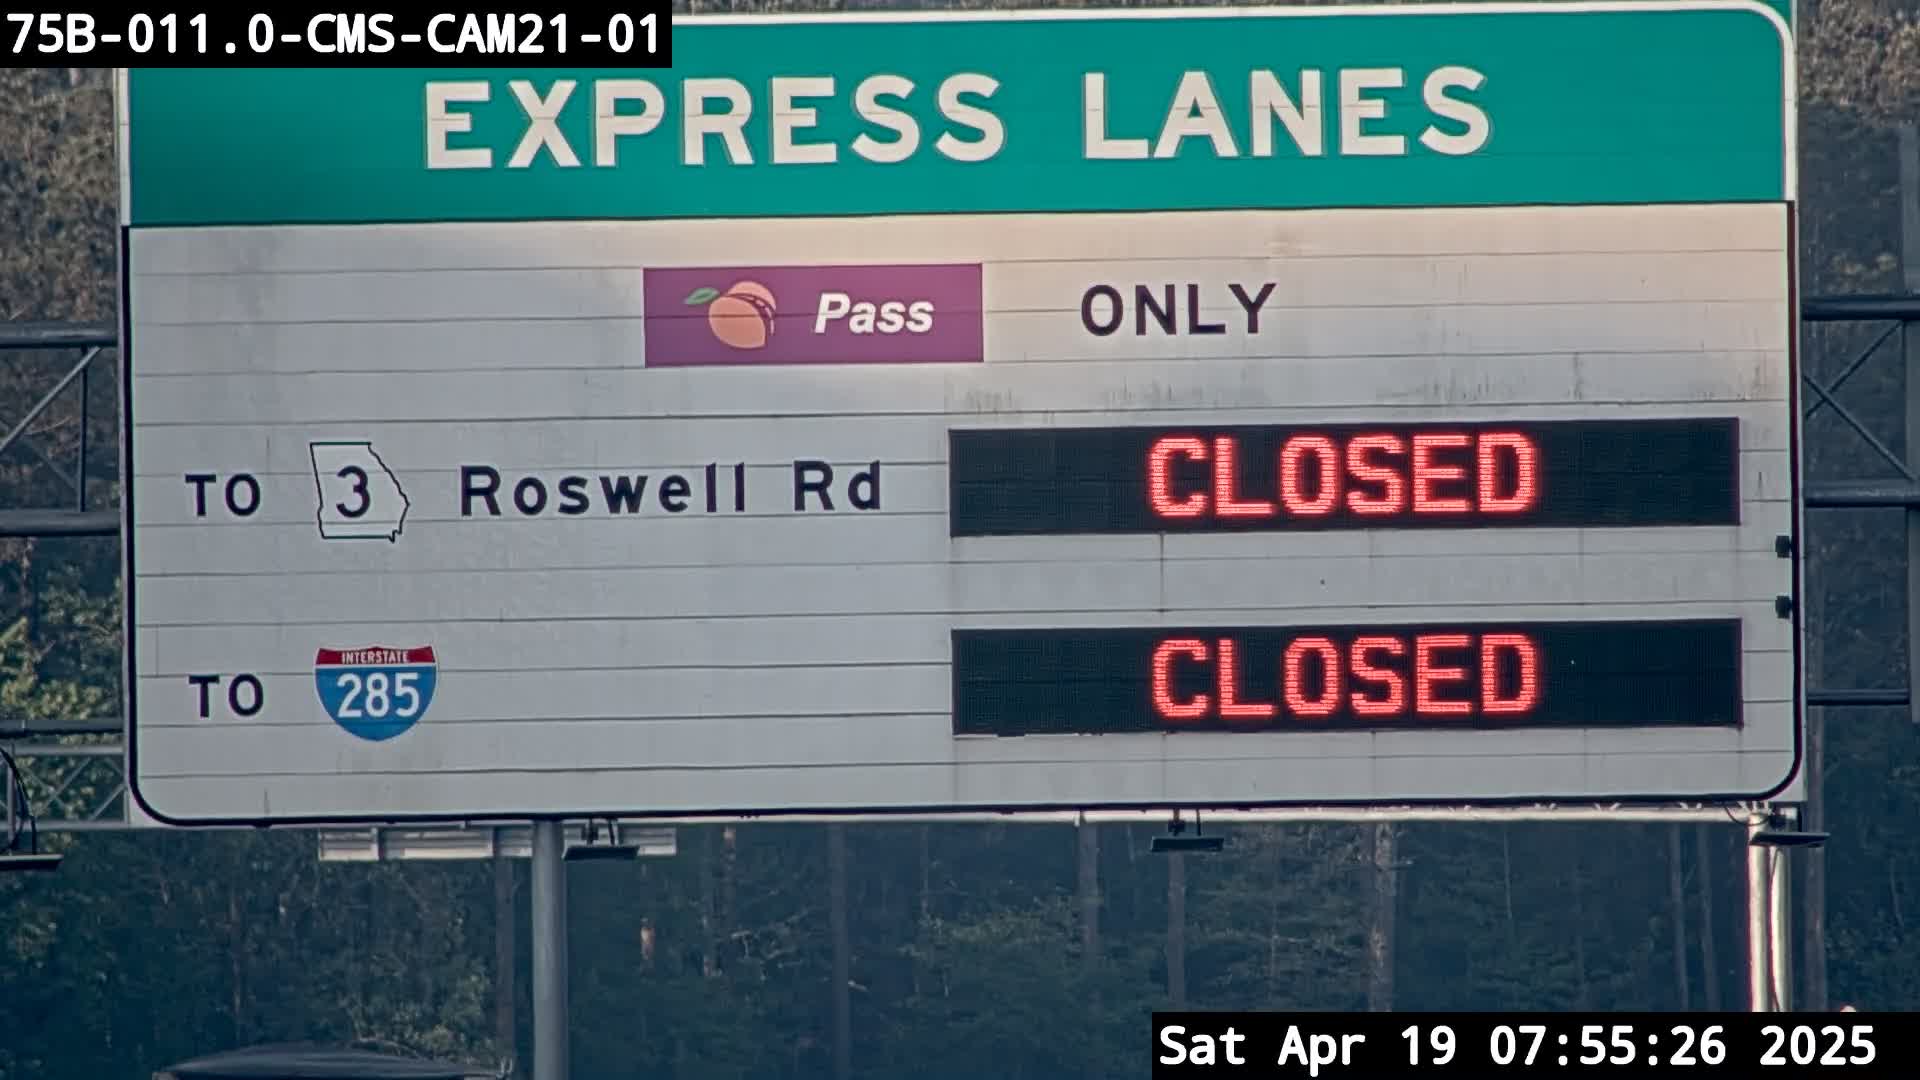 75B-011.0-CMS-CAM21-01
EXPRESS LANES
Pass ONLY
TO 3 Roswell Rd CLOSED
TO INTERSTATE 285 CLOSED
Sat Apr 19 07:55:26 2025